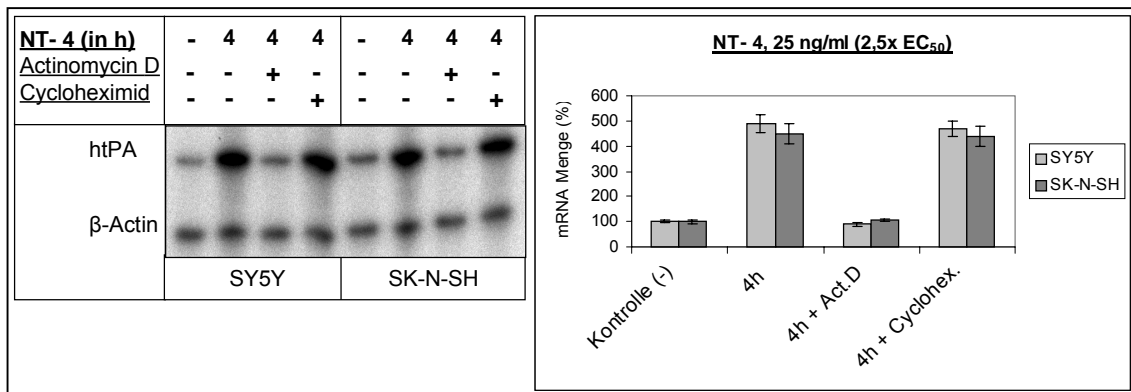 NT- 4 (in h) - 4 4 4 - 4 4 4
Actinomycin D - - + - - - + -
Cycloheximid - - - + - - - +
htPA
β-Actin
SY5Y SK-N-SH
NT- 4, 25 ng/ml (2,5x EC₅₀)
mRNA Menge (%)
600
500
400
300
200
100
0
Kontrolle (-)
4h
4h + Act.D
4h + Cyclohex.
SY5Y
SK-N-SH